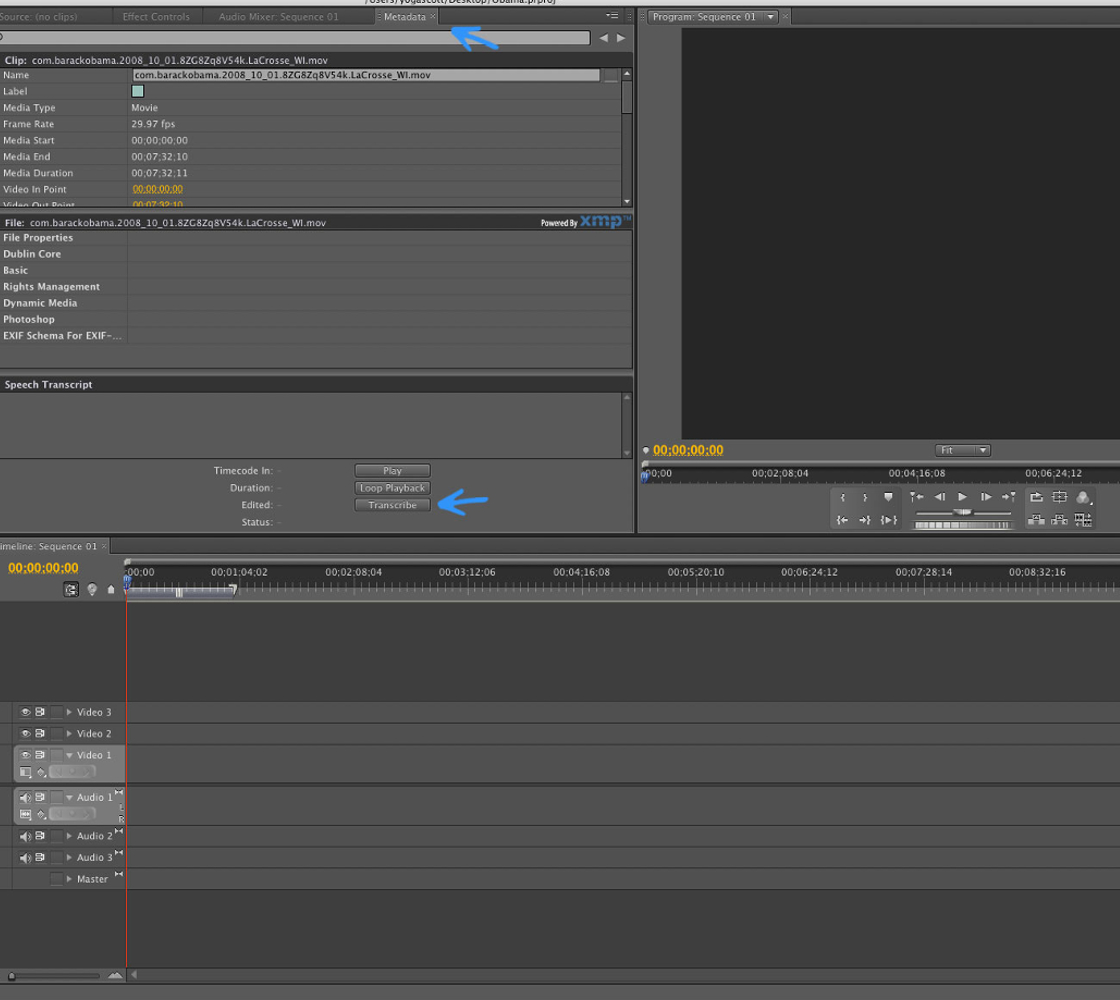 /Users/yogascott/Desktop/Obama.prproj
Source: (no clips) Effect Controls Audio Mixer: Sequence 01 Metadata
Clip: com.barackobama.2008_10_01.8ZG8Zq8V54k.LaCrosse_WI.mov
Name com.barackobama.2008_10_01.8ZG8Zq8V54k.LaCrosse_WI.mov
Label
Media Type Movie
Frame Rate 29.97 fps
Media Start 00;00;00;00
Media End 00;07;32;10
Media Duration 00;07;32;11
Video In Point 00;00;00;00
Video Out Point 00;07;32;10
File: com.barackobama.2008_10_01.8ZG8Zq8V54k.LaCrosse_WI.mov Powered By xmp™
File Properties
Dublin Core
Basic
Rights Management
Dynamic Media
Photoshop
EXIF Schema For EXIF-...
Speech Transcript
Timecode In: - Play
Duration: - Loop Playback
Edited: - Transcribe
Status: -
Program: Sequence 01
00;00;00;00 Fit
00;00 00;02;08;04 00;04;16;08 00;06;24;12
imeline: Sequence 01
00;00;00;00
00;00 00;01;04;02 00;02;08;04 00;03;12;06 00;04;16;08 00;05;20;10 00;06;24;12 00;07;28;14 00;08;32;16
Video 3
Video 2
Video 1
Audio 1
L
R
Audio 2
Audio 3
Master